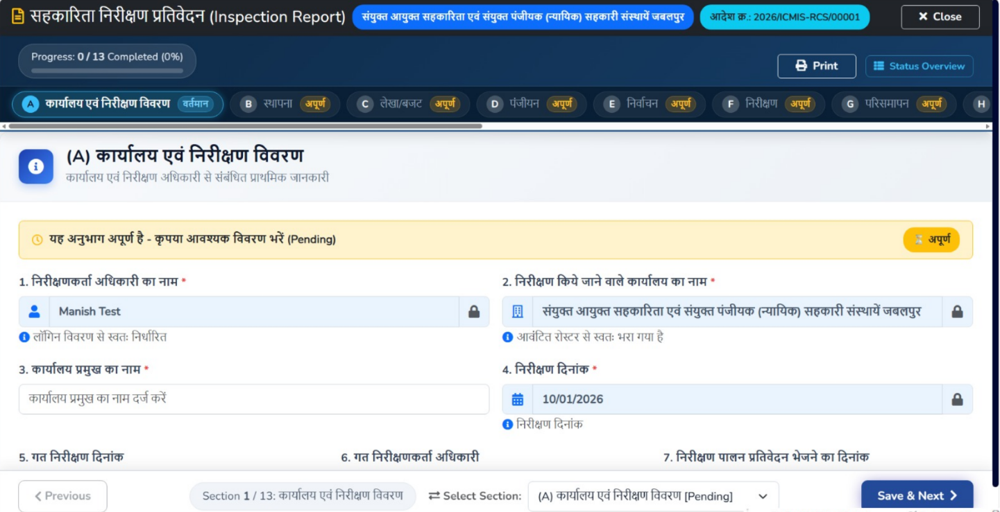 सहकारिता निरीक्षण प्रतिवेदन (Inspection Report) संयुक्त आयुक्त सहकारिता एवं संयुक्त पंजीयक (न्यायिक) सहकारी संस्थायें जबलपुर आदेश क्र.: 2026/ICMIS-RCS/00001 Close
Progress: 0 / 13 Completed (0%)
Print Status Overview
A कार्यालय एवं निरीक्षण विवरण वर्तमान B स्थापना अपूर्ण C लेखा/बजट अपूर्ण D पंजीयन अपूर्ण E निर्वाचन अपूर्ण F निरीक्षण अपूर्ण G परिसमापन अपूर्ण H
(A) कार्यालय एवं निरीक्षण विवरण
कार्यालय एवं निरीक्षण अधिकारी से संबंधित प्राथमिक जानकारी
यह अनुभाग अपूर्ण है - कृपया आवश्यक विवरण भरें (Pending) अपूर्ण
1. निरीक्षणकर्ता अधिकारी का नाम * 2. निरीक्षण किये जाने वाले कार्यालय का नाम *
Manish Test संयुक्त आयुक्त सहकारिता एवं संयुक्त पंजीयक (न्यायिक) सहकारी संस्थायें जबलपुर
लॉगिन विवरण से स्वतः निर्धारित आवंटित रोस्टर से स्वतः भरा गया है
3. कार्यालय प्रमुख का नाम * 4. निरीक्षण दिनांक *
कार्यालय प्रमुख का नाम दर्ज करें 10/01/2026
निरीक्षण दिनांक
5. गत निरीक्षण दिनांक 6. गत निरीक्षणकर्ता अधिकारी 7. निरीक्षण पालन प्रतिवेदन भेजने का दिनांक
Previous Section 1 / 13: कार्यालय एवं निरीक्षण विवरण Select Section: (A) कार्यालय एवं निरीक्षण विवरण [Pending] Save & Next